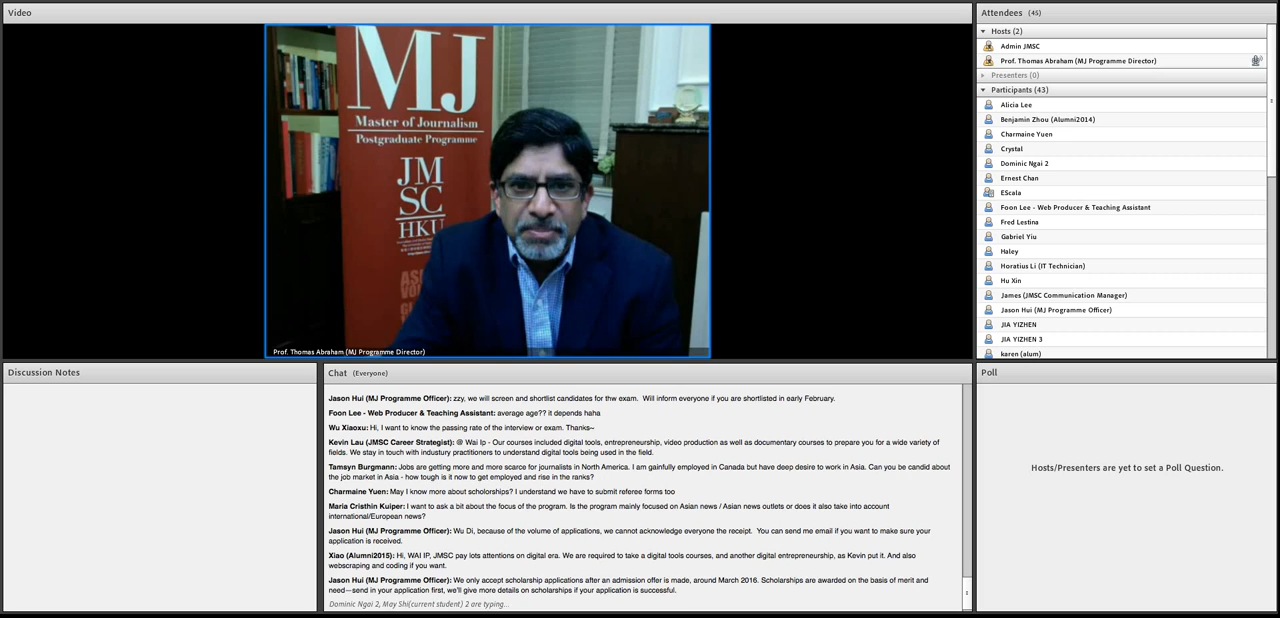 Video
MJ
Master of Journalism
Postgraduate Programme
JM
SC
HKU
Prof. Thomas Abraham (MJ Programme Director)
Attendees (45)
Hosts (2)
Admin JMSC
Prof. Thomas Abraham (MJ Programme Director)
Presenters (0)
Participants (43)
Alicia Lee
Benjamin Zhou (Alumni2014)
Charmaine Yuen
Crystal
Dominic Ngai 2
Ernest Chan
EScala
Foon Lee - Web Producer & Teaching Assistant
Fred Lestina
Gabriel Yiu
Haley
Horatius Li (IT Technician)
Hu Xin
James (JMSC Communication Manager)
Jason Hui (MJ Programme Officer)
JIA YIZHEN
JIA YIZHEN 3
karen (alum)
Discussion Notes
Chat (Everyone)
Jason Hui (MJ Programme Officer): zzy, we will screen and shortlist candidates for thw exam. Will inform everyone if you are shortlisted in early February.
Foon Lee - Web Producer & Teaching Assistant: average age?? it depends haha
Wu Xiaoxu: Hi, I want to know the passing rate of the interview or exam. Thanks~
Kevin Lau (JMSC Career Strategist): @ Wai Ip - Our courses included digital tools, entrepreneurship, video production as well as documentary courses to prepare you for a wide variety of
fields. We stay in touch with industury practitioners to understand digital tools being used in the field.
Tamsyn Burgmann: Jobs are getting more and more scarce for journalists in North America. I am gainfully employed in Canada but have deep desire to work in Asia. Can you be candid about
the job market in Asia - how tough is it now to get employed and rise in the ranks?
Charmaine Yuen: May I know more about scholorships? I understand we have to submit referee forms too
Maria Cristhin Kuiper: I want to ask a bit about the focus of the program. Is the program mainly focused on Asian news / Asian news outlets or does it also take into account
international/European news?
Jason Hui (MJ Programme Officer): Wu Di, because of the volume of applications, we cannot acknowledge everyone the receipt. You can send me email if you want to make sure your
application is received.
Xiao (Alumni2015): Hi, WAI IP, JMSC pay lots attentions on digital era. We are required to take a digital tools courses, and another digital entrepreneurship, as Kevin put it. And also
webscraping and coding if you want.
Jason Hui (MJ Programme Officer): We only accept scholarship applications after an admission offer is made, around March 2016. Scholarships are awarded on the basis of merit and
need—send in your application first, we'll give more details on scholarships if your application is successful.
Dominic Ngai 2, May Shi(current student) 2 are typing...
Poll
Hosts/Presenters are yet to set a Poll Question.